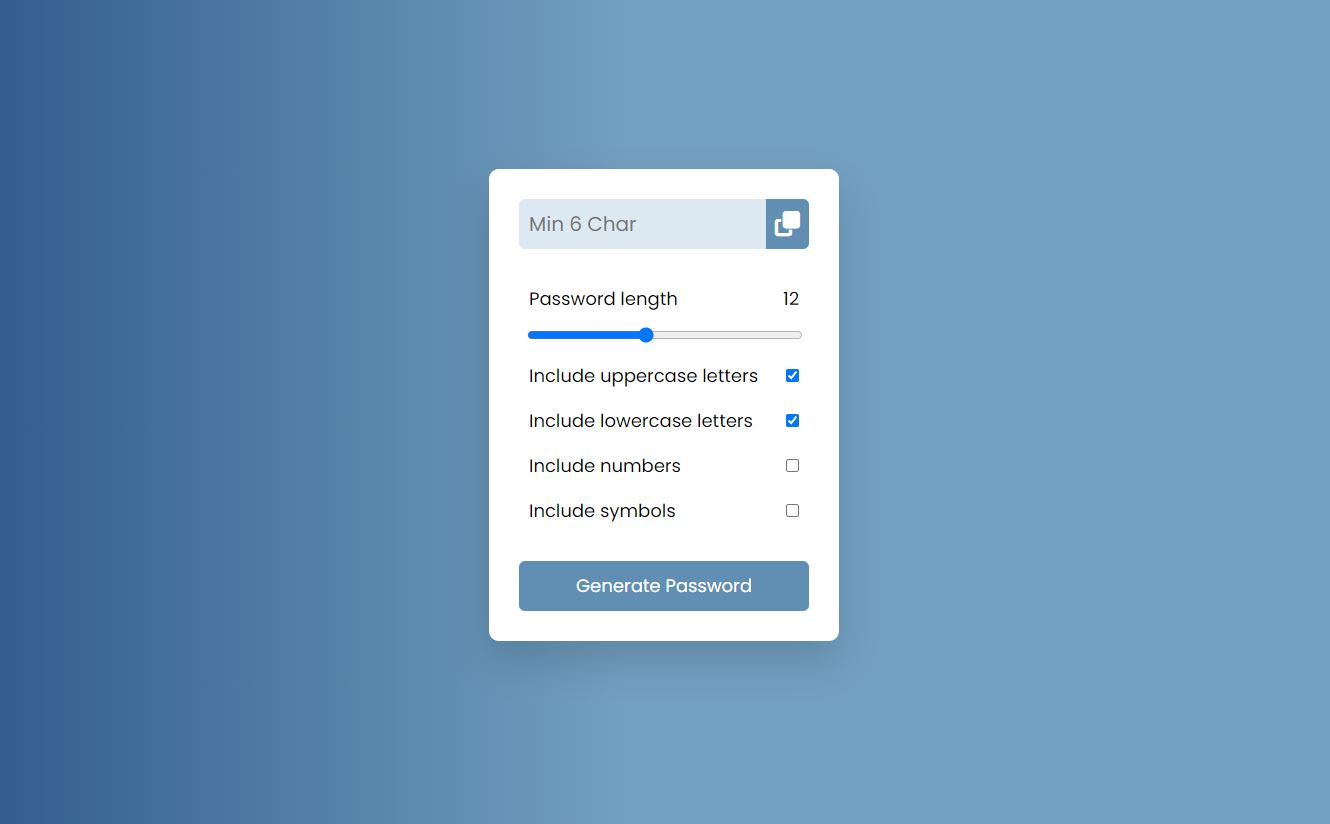 Min 6 Char
Password length 12
Include uppercase letters
Include lowercase letters
Include numbers
Include symbols
Generate Password